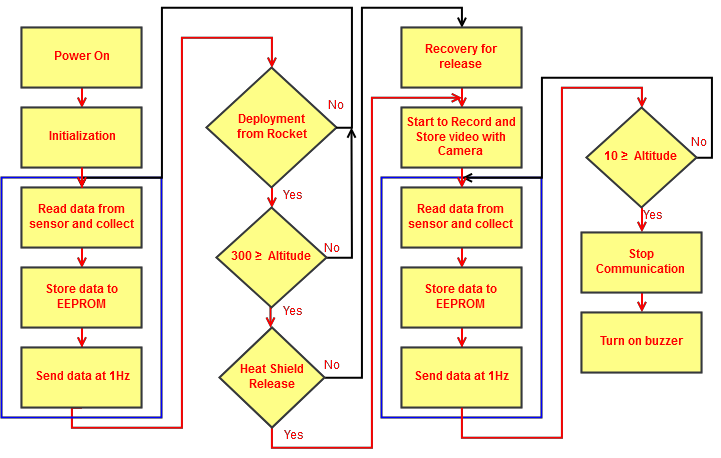 Power On
Initialization
Read data from
sensor and collect
Store data to
EEPROM
Send data at 1Hz
Deployment
from Rocket
No
Yes
300 ≥ Altitude
No
Yes
Heat Shield
Release
No
Yes
Recovery for
release
Start to Record and
Store video with
Camera
Read data from
sensor and collect
Store data to
EEPROM
Send data at 1Hz
10 ≥ Altitude
No
Yes
Stop
Communication
Turn on buzzer